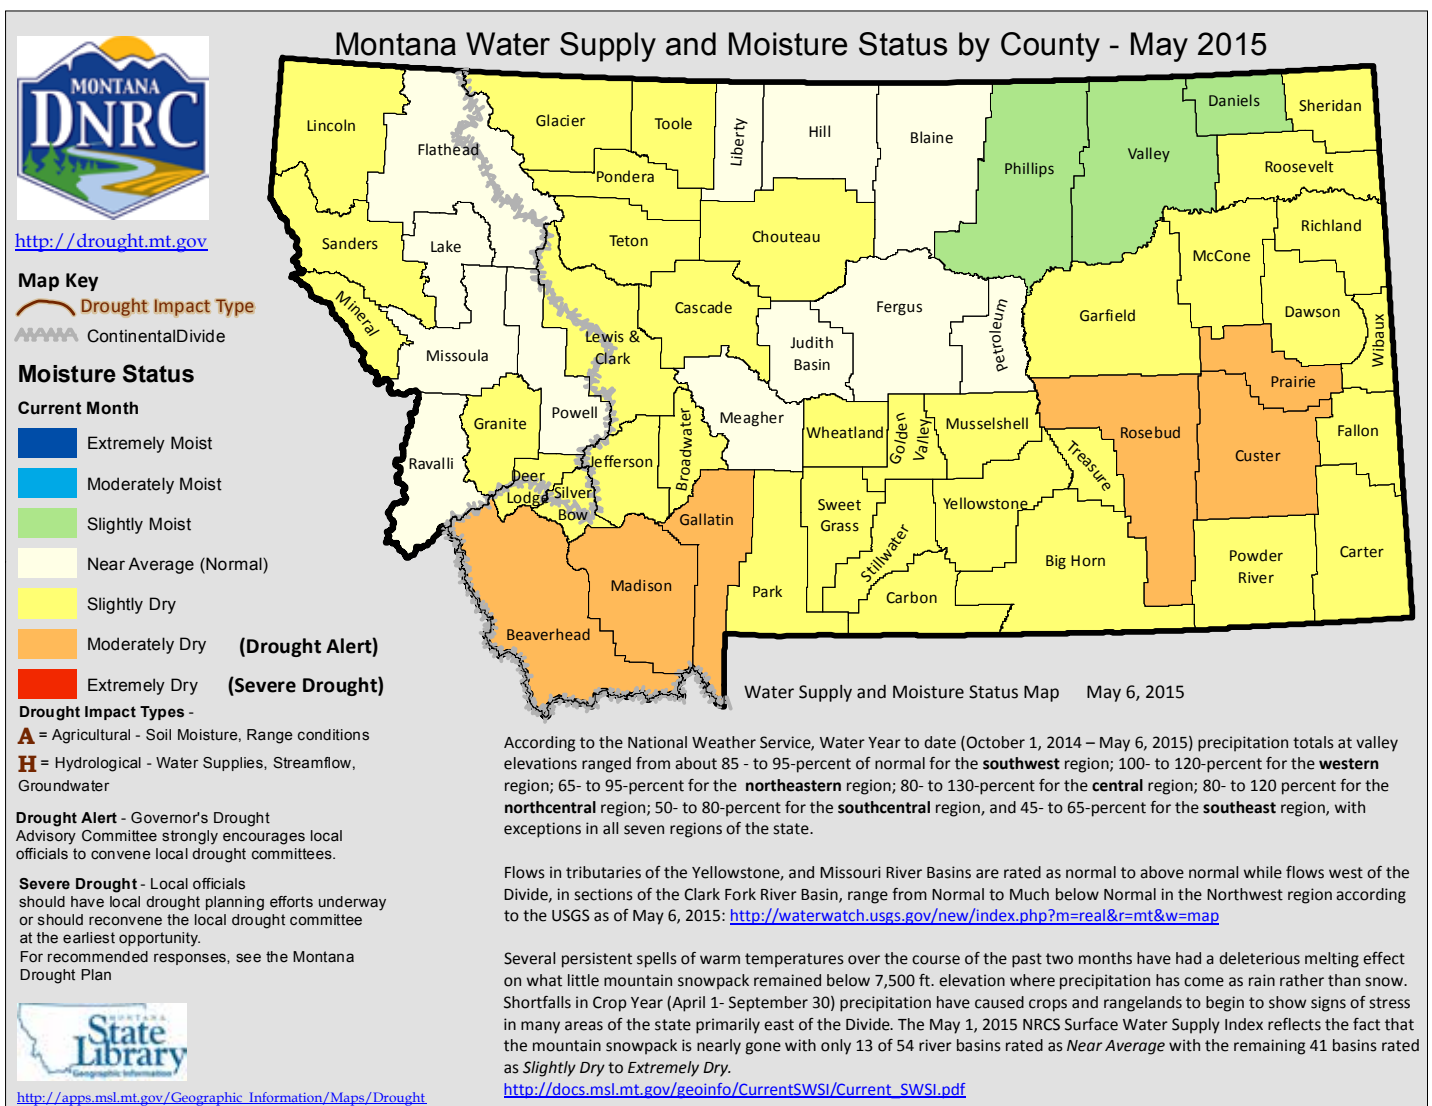 Montana Water Supply and Moisture Status by County - May 2015
MONTANA
DNRC
http://drought.mt.gov
Map Key
Drought Impact Type
ContinentalDivide
Moisture Status
Current Month
Extremely Moist
Moderately Moist
Slightly Moist
Near Average (Normal)
Slightly Dry
Moderately Dry (Drought Alert)
Extremely Dry (Severe Drought)
Drought Impact Types -
A = Agricultural - Soil Moisture, Range conditions
H = Hydrological - Water Supplies, Streamflow,
Groundwater
Drought Alert - Governor's Drought
Advisory Committee strongly encourages local
officials to convene local drought committees.
Severe Drought - Local officials
should have local drought planning efforts underway
or should reconvene the local drought committee
at the earliest opportunity.
For recommended responses, see the Montana
Drought Plan
MONTANA
State
Library
Geographic Information
http://apps.msl.mt.gov/Geographic_Information/Maps/Drought
Lincoln
Flathead
Glacier
Toole
Liberty
Hill
Blaine
Phillips
Valley
Daniels
Sheridan
Roosevelt
Pondera
Sanders
Lake
Teton
Chouteau
Richland
McCone
Mineral
Missoula
Lewis &
Clark
Cascade
Judith
Basin
Fergus
Petroleum
Garfield
Dawson
Wibaux
Prairie
Powell
Granite
Ravalli
Meagher
Broadwater
Jefferson
Wheatland
Golden
Valley
Musselshell
Treasure
Rosebud
Custer
Fallon
Deer
Lodge
Silver
Bow
Gallatin
Sweet
Grass
Stillwater
Yellowstone
Big Horn
Powder
River
Carter
Beaverhead
Madison
Park
Carbon
Water Supply and Moisture Status Map May 6, 2015
According to the National Weather Service, Water Year to date (October 1, 2014 – May 6, 2015) precipitation totals at valley
elevations ranged from about 85 - to 95-percent of normal for the southwest region; 100- to 120-percent for the western
region; 65- to 95-percent for the northeastern region; 80- to 130-percent for the central region; 80- to 120 percent for the
northcentral region; 50- to 80-percent for the southcentral region, and 45- to 65-percent for the southeast region, with
exceptions in all seven regions of the state.
Flows in tributaries of the Yellowstone, and Missouri River Basins are rated as normal to above normal while flows west of the
Divide, in sections of the Clark Fork River Basin, range from Normal to Much below Normal in the Northwest region according
to the USGS as of May 6, 2015: http://waterwatch.usgs.gov/new/index.php?m=real&r=mt&w=map
Several persistent spells of warm temperatures over the course of the past two months have had a deleterious melting effect
on what little mountain snowpack remained below 7,500 ft. elevation where precipitation has come as rain rather than snow.
Shortfalls in Crop Year (April 1- September 30) precipitation have caused crops and rangelands to begin to show signs of stress
in many areas of the state primarily east of the Divide. The May 1, 2015 NRCS Surface Water Supply Index reflects the fact that
the mountain snowpack is nearly gone with only 13 of 54 river basins rated as Near Average with the remaining 41 basins rated
as Slightly Dry to Extremely Dry.
http://docs.msl.mt.gov/geoinfo/CurrentSWSI/Current_SWSI.pdf